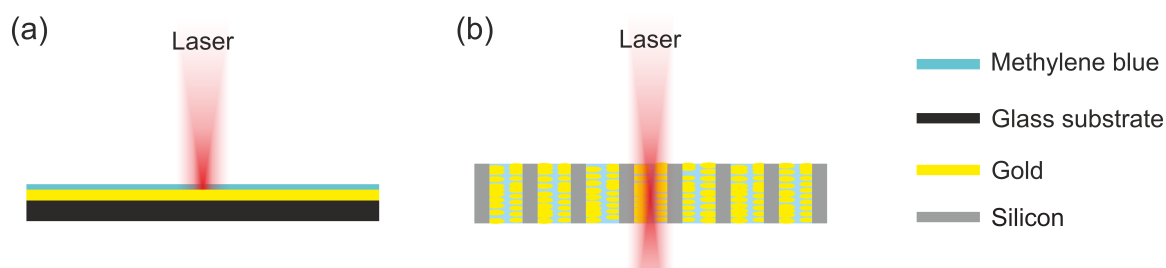 (a)
Laser
(b)
Laser
Methylene blue
Glass substrate
Gold
Silicon